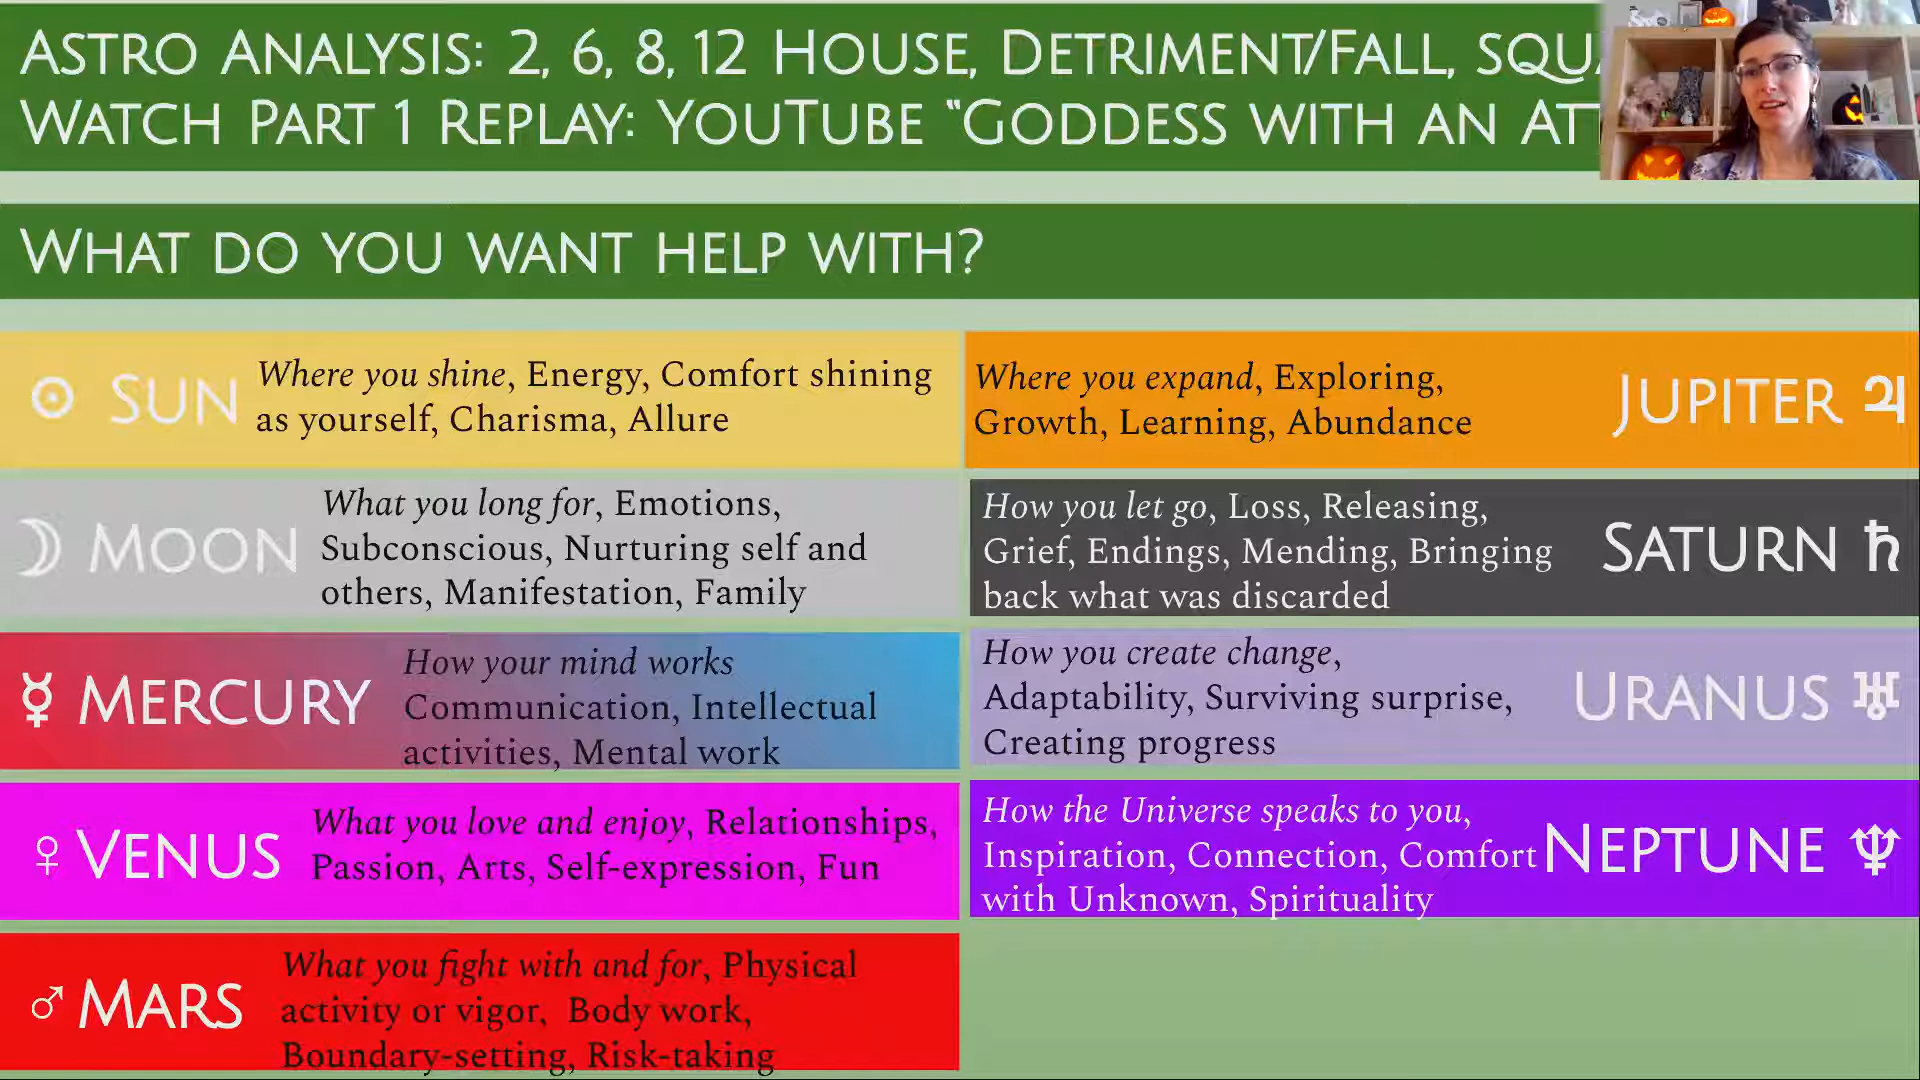 Astro Analysis: 2, 6, 8, 12 House, Detriment/Fall, squ
Watch Part 1 Replay: YouTube "Goddess with an Att
What do you want help with?
☉ Sun
Where you shine, Energy, Comfort shining
as yourself, Charisma, Allure
☽ Moon
What you long for, Emotions,
Subconscious, Nurturing self and
others, Manifestation, Family
☿ Mercury
How your mind works
Communication, Intellectual
activities, Mental work
♀ Venus
What you love and enjoy, Relationships,
Passion, Arts, Self-expression, Fun
♂ Mars
What you fight with and for, Physical
activity or vigor, Body work,
Boundary-setting, Risk-taking
Where you expand, Exploring,
Growth, Learning, Abundance
Jupiter ♃
How you let go, Loss, Releasing,
Grief, Endings, Mending, Bringing
back what was discarded
Saturn ♄
How you create change,
Adaptability, Surviving surprise,
Creating progress
Uranus ♅
How the Universe speaks to you,
Inspiration, Connection, Comfort
with Unknown, Spirituality
Neptune ♆